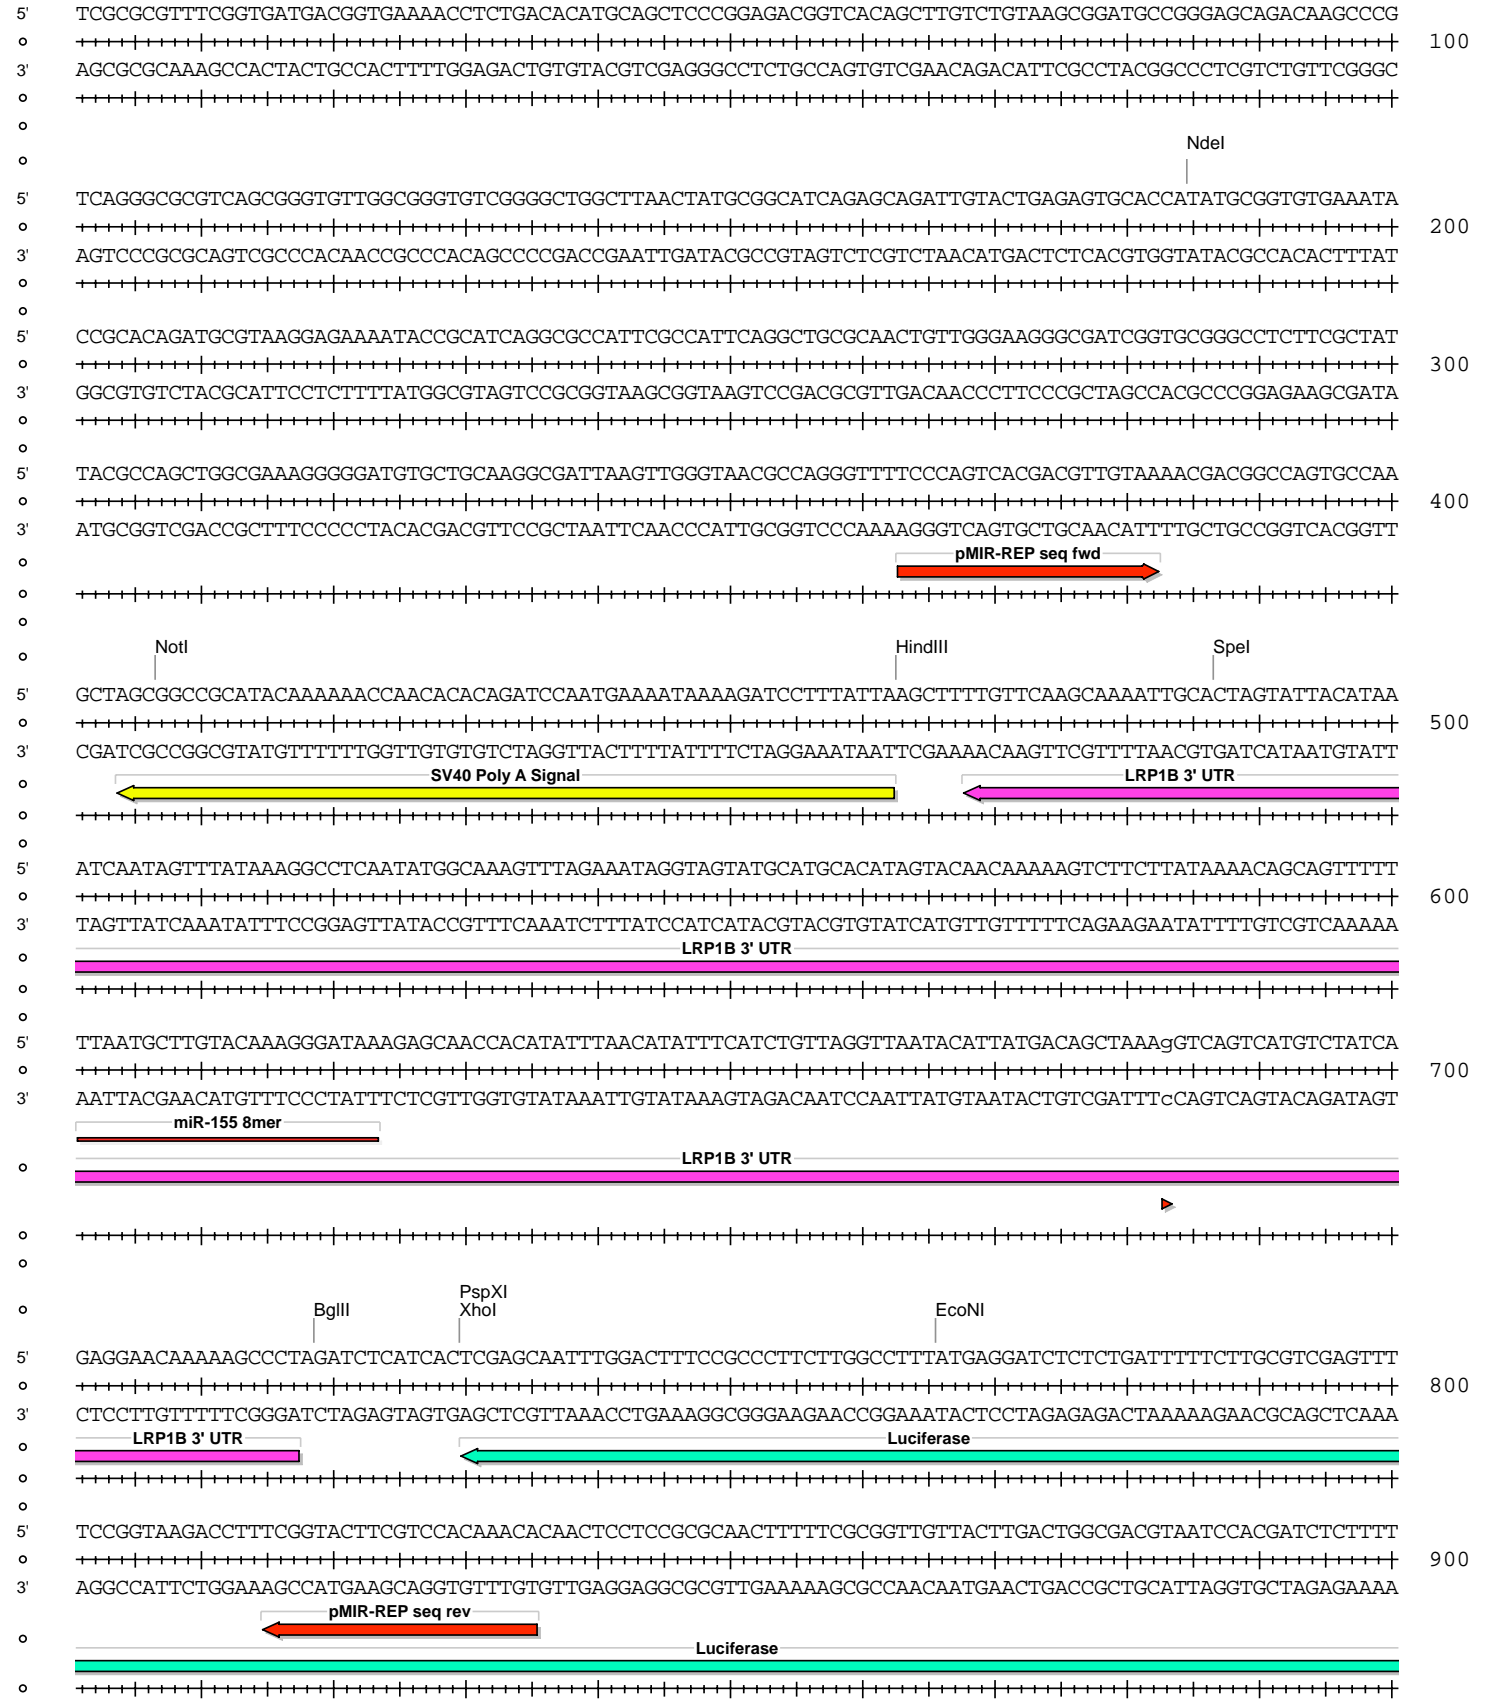 5' TCGCGCGTTTCGGTGATGACGGTGAAAACCTCTGACACATGCAGCTCCCGGAGACGGTCACAGCTTGTCTGTAAGCGGATGCCGGGAGCAGACAAGCCCG
100
3' AGCGCGCAAAGCCACTACTGCCACTTTTGGAGACTGTGTACGTCGAGGGCCTCTGCCAGTGTCGAACAGACATTCGCCTACGGCCCTCGTCTGTTCGGGC
NdeI
5' TCAGGGCGCGTCAGCGGGTGTTGGCGGGTGTCGGGGCTGGCTTAACTATGCGGCATCAGAGCAGATTGTACTGAGAGTGCACCATATGCGGTGTGAAATA
200
3' AGTCCCGCGCAGTCGCCCACAACCGCCCACAGCCCCGACCGAATTGATACGCCGTAGTCTCGTCTAACATGACTCTCACGTGGTATACGCCACACTTTAT
5' CCGCACAGATGCGTAAGGAGAAAATACCGCATCAGGCGCCATTCGCCATTCAGGCTGCGCAACTGTTGGGAAGGGCGATCGGTGCGGGCCTCTTCGCTAT
300
3' GGCGTGTCTACGCATTCCTCTTTTATGGCGTAGTCCGCGGTAAGCGGTAAGTCCGACGCGTTGACAACCCTTCCCGCTAGCCACGCCCGGAGAAGCGATA
5' TACGCCAGCTGGCGAAAGGGGGATGTGCTGCAAGGCGATTAAGTTGGGTAACGCCAGGGTTTTCCCAGTCACGACGTTGTAAAACGACGGCCAGTGCCAA
400
3' ATGCGGTCGACCGCTTTCCCCCTACACGACGTTCCGCTAATTCAACCCATTGCGGTCCCAAAAGGGTCAGTGCTGCAACATTTTGCTGCCGGTCACGGTT
pMIR-REP seq fwd
NotI HindIII SpeI
5' GCTAGCGGCCGCATACAAAAAACCAACACACAGATCCAATGAAAATAAAAGATCCTTTATTAAGCTTTTGTTCAAGCAAAATTGCACTAGTATTACATAA
500
3' CGATCGCCGGCGTATGTTTTTTGGTTGTGTGTCTAGGTTACTTTTATTTTCTAGGAAATAATTCGAAAACAAGTTCGTTTTAACGTGATCATAATGTATT
SV40 Poly A Signal LRP1B 3' UTR
5' ATCAATAGTTTATAAAGGCCTCAATATGGCAAAGTTTAGAAATAGGTAGTATGCATGCACATAGTACAACAAAAAGTCTTCTTATAAAACAGCAGTTTTT
600
3' TAGTTATCAAATATTTCCGGAGTTATACCGTTTCAAATCTTTATCCATCATACGTACGTGTATCATGTTGTTTTTCAGAAGAATATTTTGTCGTCAAAAA
LRP1B 3' UTR
5' TTAATGCTTGTACAAAGGGATAAAGAGCAACCACATATTTAACATATTTCATCTGTTAGGTTAATACATTATGACAGCTAAAgGTCAGTCATGTCTATCA
700
3' AATTACGAACATGTTTCCCTATTTCTCGTTGGTGTATAAATTGTATAAAGTAGACAATCCAATTATGTAATACTGTCGATTTcCAGTCAGTACAGATAGT
miR-155 8mer
LRP1B 3' UTR
PspXI
BglII XhoI EcoNI
5' GAGGAACAAAAAGCCCTAGATCTCATCACTCGAGCAATTTGGACTTTCCGCCCTTCTTGGCCTTTATGAGGATCTCTCTGATTTTTCTTGCGTCGAGTTT
800
3' CTCCTTGTTTTTCGGGATCTAGAGTAGTGAGCTCGTTAAACCTGAAAGGCGGGAAGAACCGGAAATACTCCTAGAGAGACTAAAAAGAACGCAGCTCAAA
LRP1B 3' UTR Luciferase
5' TCCGGTAAGACCTTTCGGTACTTCGTCCACAAACACAACTCCTCCGCGCAACTTTTTCGCGGTTGTTACTTGACTGGCGACGTAATCCACGATCTCTTTT
900
3' AGGCCATTCTGGAAAGCCATGAAGCAGGTGTTTGTGTTGAGGAGGCGCGTTGAAAAAGCGCCAACAATGAACTGACCGCTGCATTAGGTGCTAGAGAAAA
pMIR-REP seq rev
Luciferase